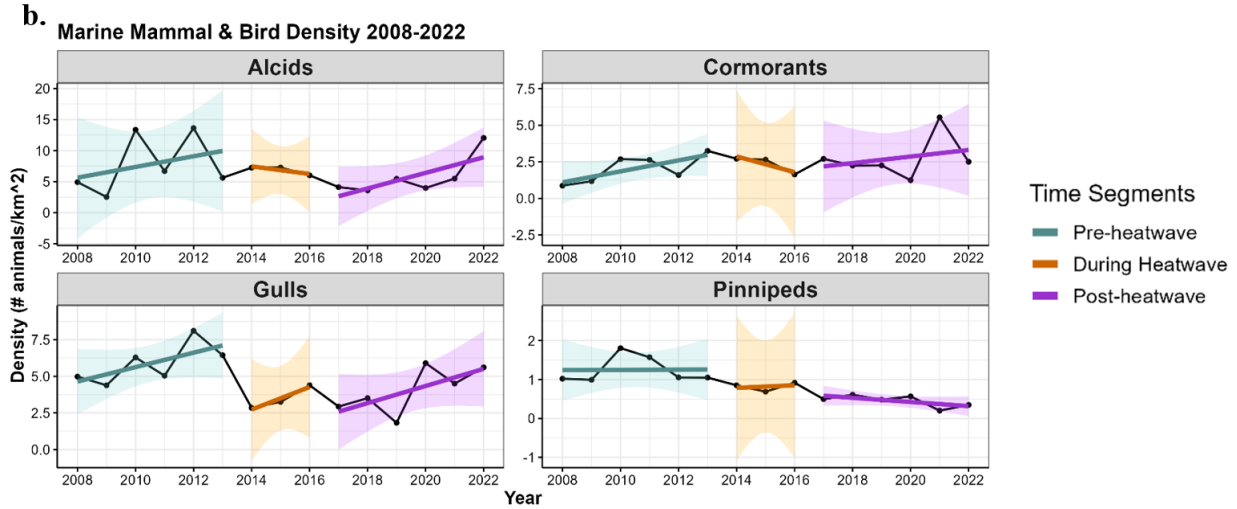 b.
Marine Mammal & Bird Density 2008-2022
Alcids
20
15
10
5
0
-5
2008 2010 2012 2014 2016 2018 2020 2022
Cormorants
7.5
5.0
2.5
0.0
-2.5
2008 2010 2012 2014 2016 2018 2020 2022
Gulls
7.5
5.0
2.5
0.0
2008 2010 2012 2014 2016 2018 2020 2022
Pinnipeds
2
1
0
-1
2008 2010 2012 2014 2016 2018 2020 2022
Density (# animals/km^2)
Year
Time Segments
Pre-heatwave
During Heatwave
Post-heatwave